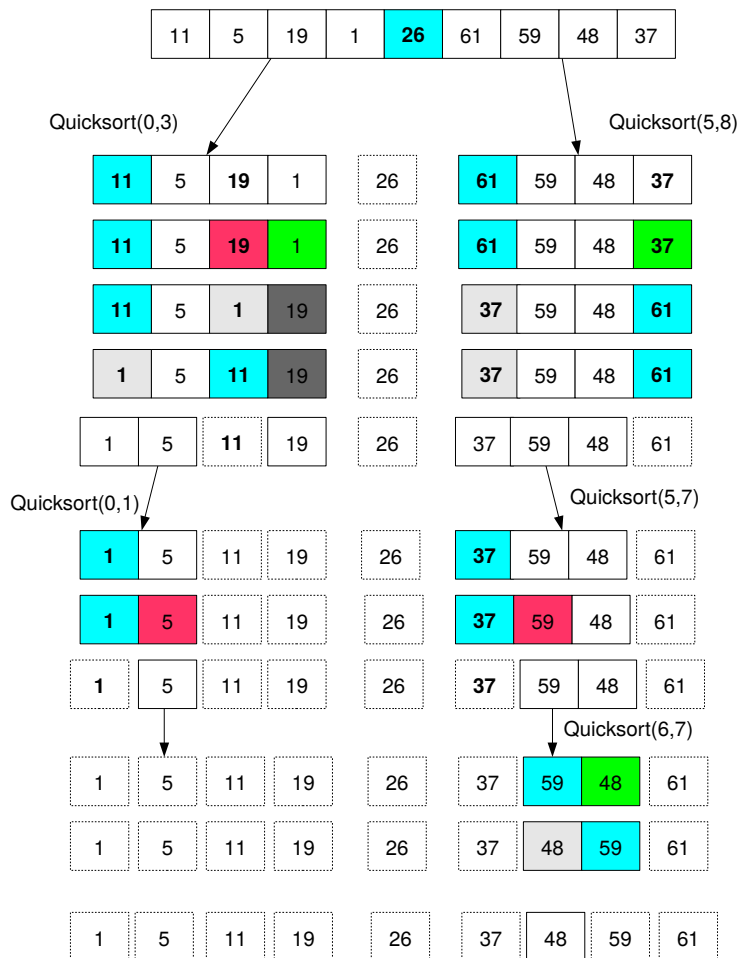 11 5 19 1 26 61 59 48 37
Quicksort(0,3) Quicksort(5,8)
11 5 19 1 26 61 59 48 37
11 5 19 1 26 61 59 48 37
11 5 1 19 26 37 59 48 61
1 5 11 19 26 37 59 48 61
1 5 11 19 26 37 59 48 61
Quicksort(0,1) Quicksort(5,7)
1 5 11 19 26 37 59 48 61
1 5 11 19 26 37 59 48 61
1 5 11 19 26 37 59 48 61
Quicksort(6,7)
1 5 11 19 26 37 59 48 61
1 5 11 19 26 37 48 59 61
1 5 11 19 26 37 48 59 61